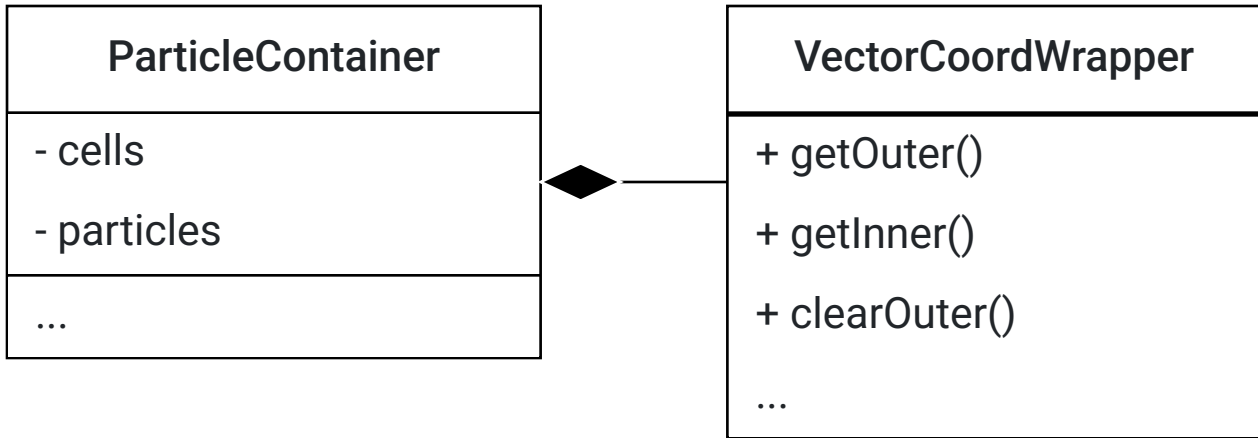 ParticleContainer
- cells
- particles
...
VectorCoordWrapper
+ getOuter()
+ getInner()
+ clearOuter()
...